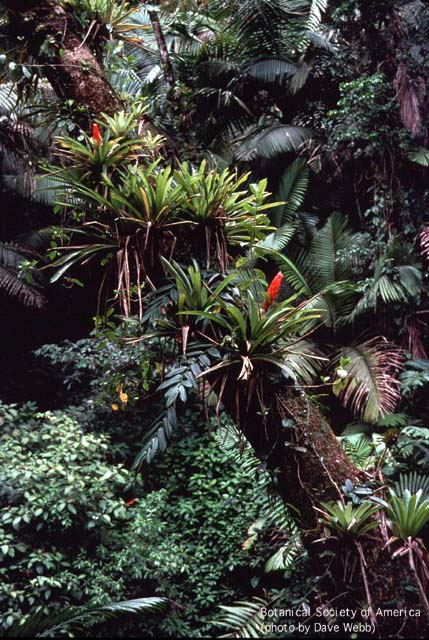 Botanical Society of America
(photo by Dave Webb)